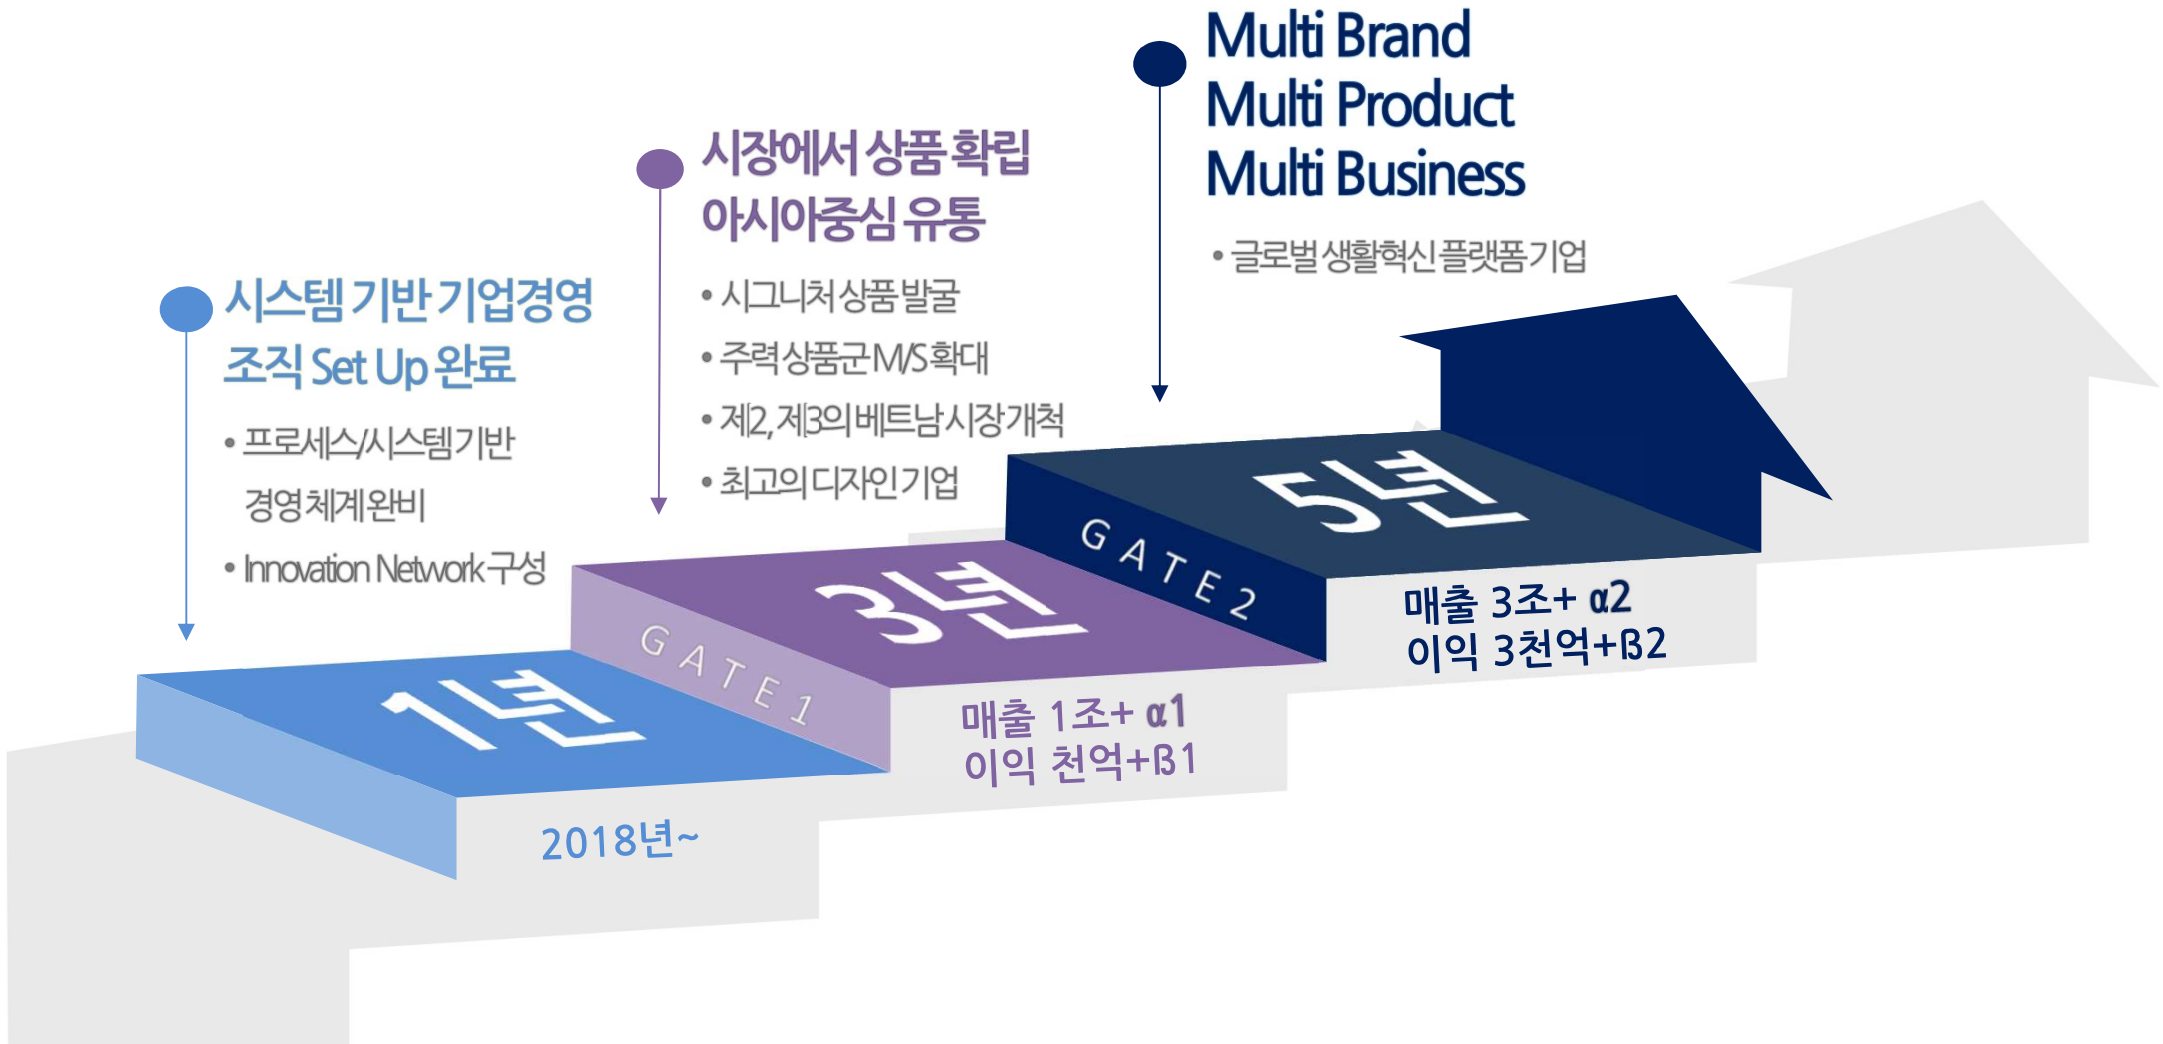 시스템 기반 기업경영
조직 Set Up 완료
• 프로세스/시스템 기반
경영 체계 완비
• Innovation Network 구성
1년
2018년~
시장에서 상품 확립
아시아중심 유통
• 시그니처 상품 발굴
• 주력 상품군 M/S 확대
• 제2, 제3의 베트남 시장 개척
• 최고의 디자인 기업
GATE1
3년
매출 1조+ α1
이익 천억+ß1
Multi Brand
Multi Product
Multi Business
• 글로벌 생활혁신 플랫폼 기업
GATE2
5년
매출 3조+ α2
이익 3천억+ß2